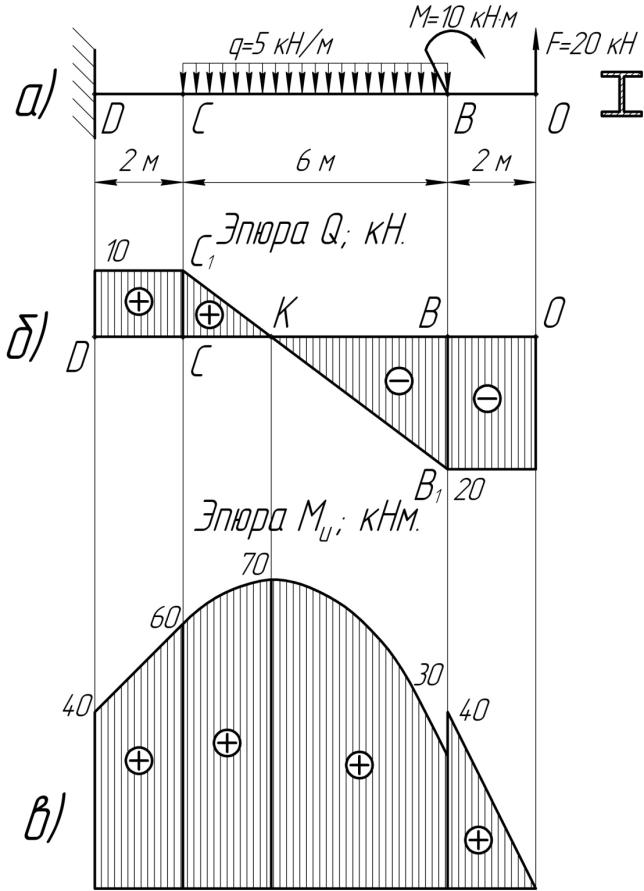 M=10 кН·м
q=5 кН/м
F=20 кН
а)
D C B O
2 м 6 м 2 м
Эпюра Q; кН.
10 C₁
K B O
б)
D C
B₁ 20
Эпюра Mᵤ; кНм.
70
60
30
40 40
в)